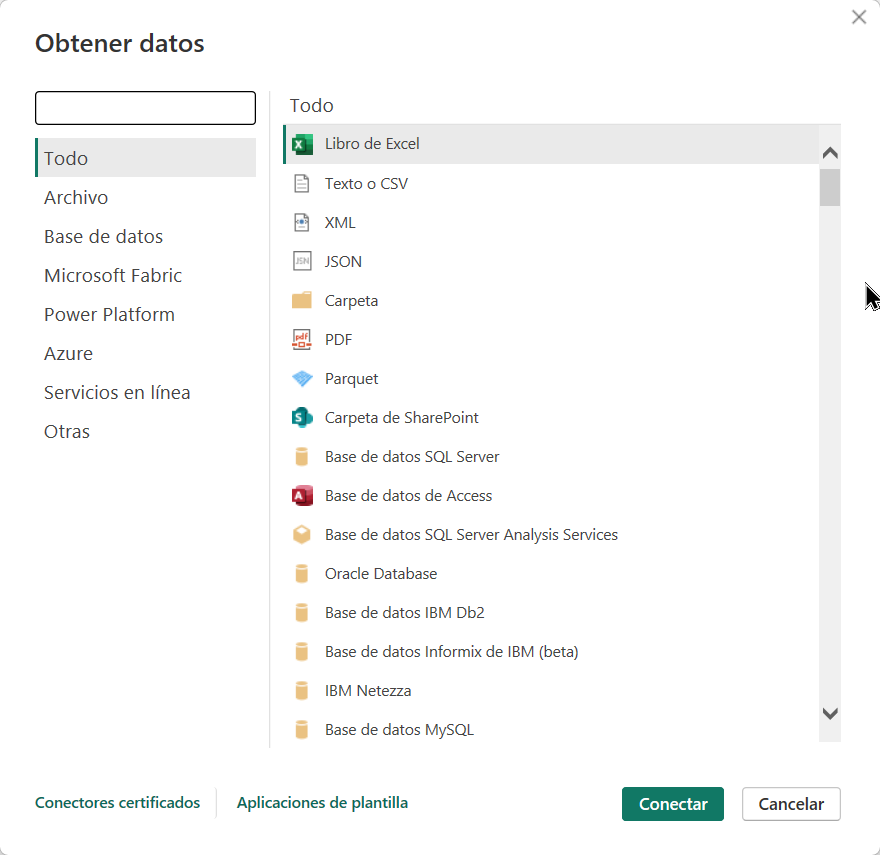 Obtener datos
Todo
Archivo
Base de datos
Microsoft Fabric
Power Platform
Azure
Servicios en línea
Otras
Todo
Libro de Excel
Texto o CSV
XML
JSON
Carpeta
PDF
Parquet
Carpeta de SharePoint
Base de datos SQL Server
Base de datos de Access
Base de datos SQL Server Analysis Services
Oracle Database
Base de datos IBM Db2
Base de datos Informix de IBM (beta)
IBM Netezza
Base de datos MySQL
Conectores certificados
Aplicaciones de plantilla
Conectar
Cancelar